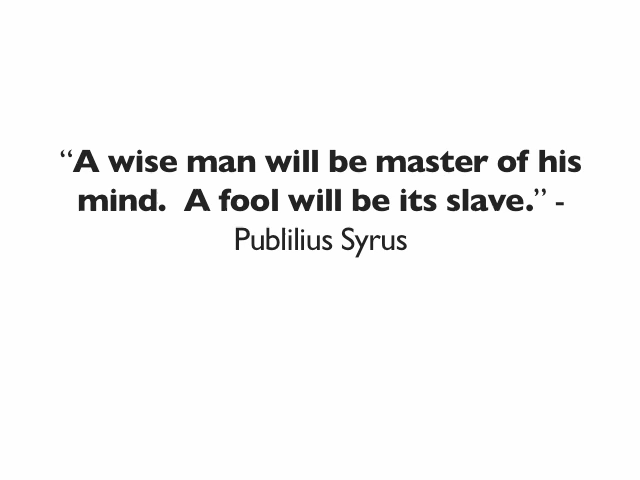 “A wise man will be master of his
mind.  A fool will be its slave.” -
Publilius Syrus